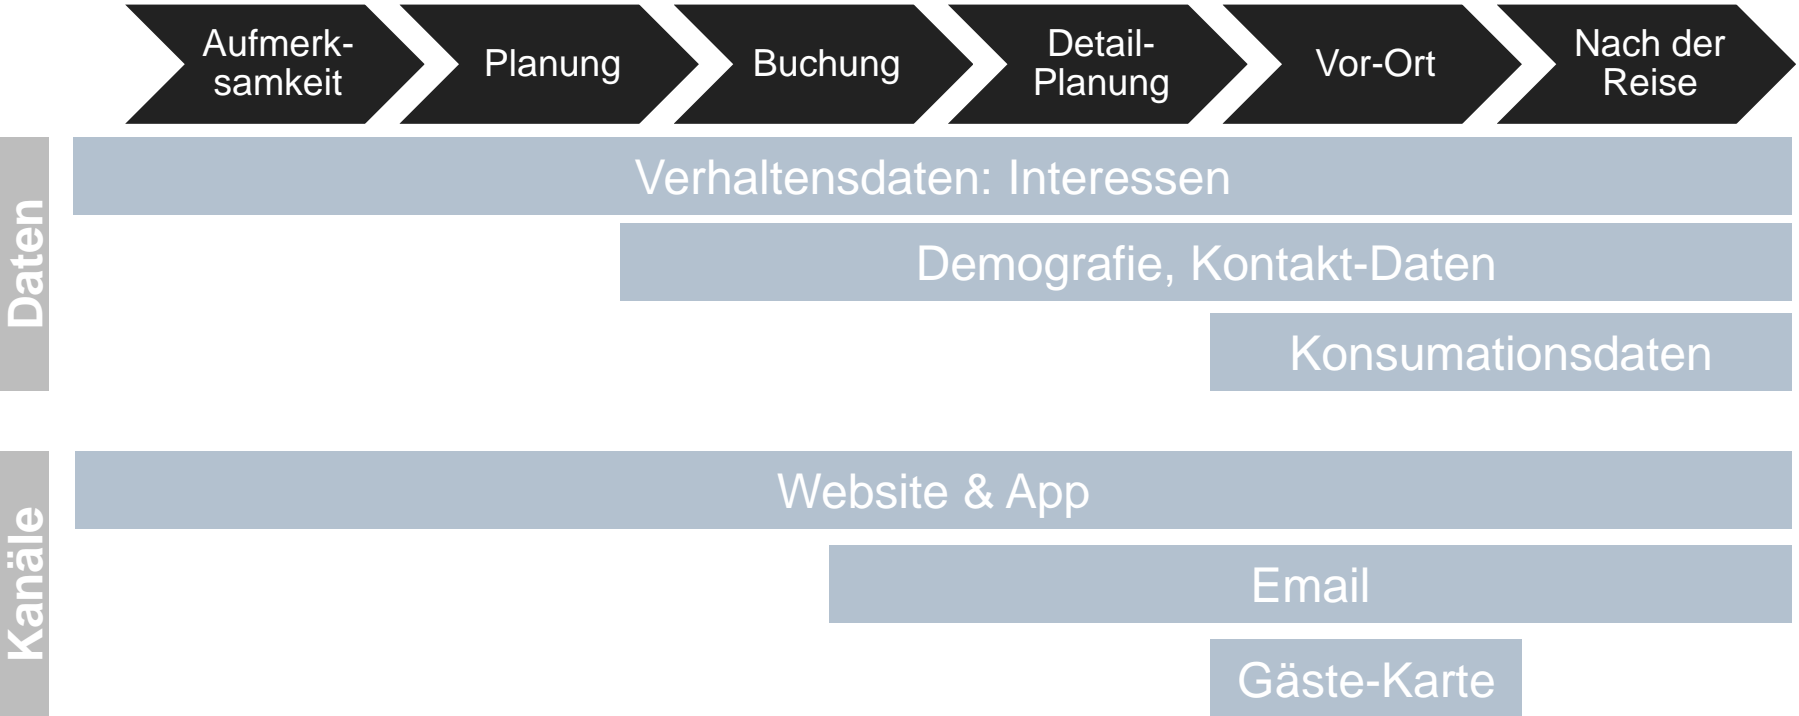 Aufmerk-
samkeit
Planung
Buchung
Detail-
Planung
Vor-Ort
Nach der
Reise
Daten
Verhaltensdaten: Interessen
Demografie, Kontakt-Daten
Konsumationsdaten
Kanäle
Website & App
Email
Gäste-Karte